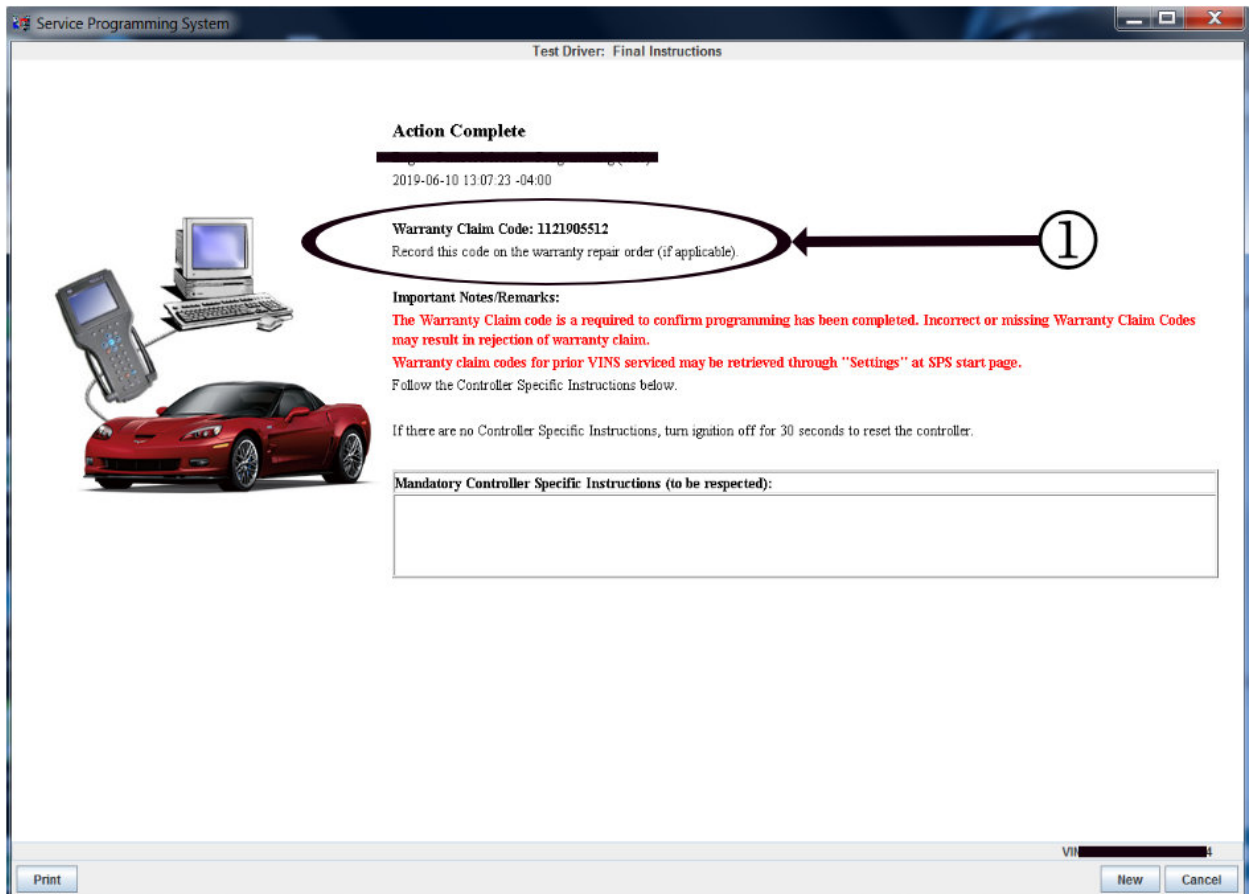 Service Programming System
Test Driver: Final Instructions
Action Complete
2019-06-10 13:07:23 -04:00
Warranty Claim Code: 1121905512
Record this code on the warranty repair order (if applicable).
1
Important Notes/Remarks:
The Warranty Claim code is a required to confirm programming has been completed. Incorrect or missing Warranty Claim Codes
may result in rejection of warranty claim.
Warranty claim codes for prior VINS serviced may be retrieved through "Settings" at SPS start page.
Follow the Controller Specific Instructions below.
If there are no Controller Specific Instructions, turn ignition off for 30 seconds to reset the controller.
Mandatory Controller Specific Instructions (to be respected):
VIN 4
Print New Cancel